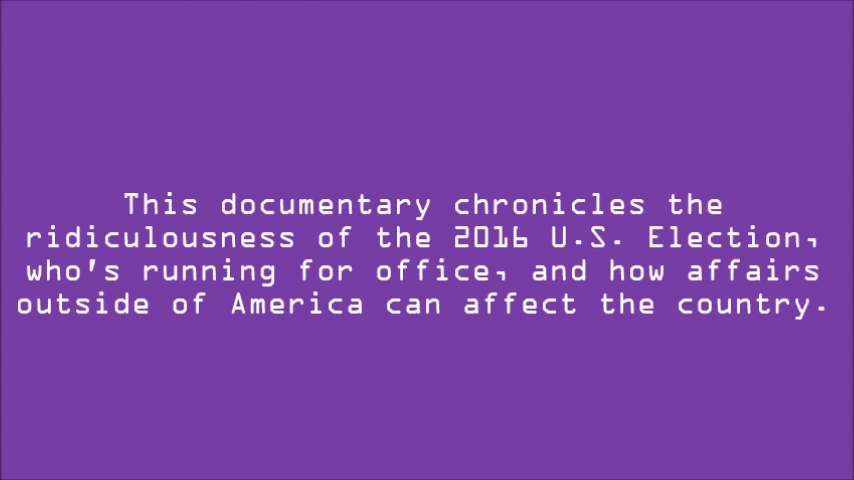 This documentary chronicles the
ridiculousness of the 2016 U.S. Election,
who's running for office, and how affairs
outside of America can affect the country.